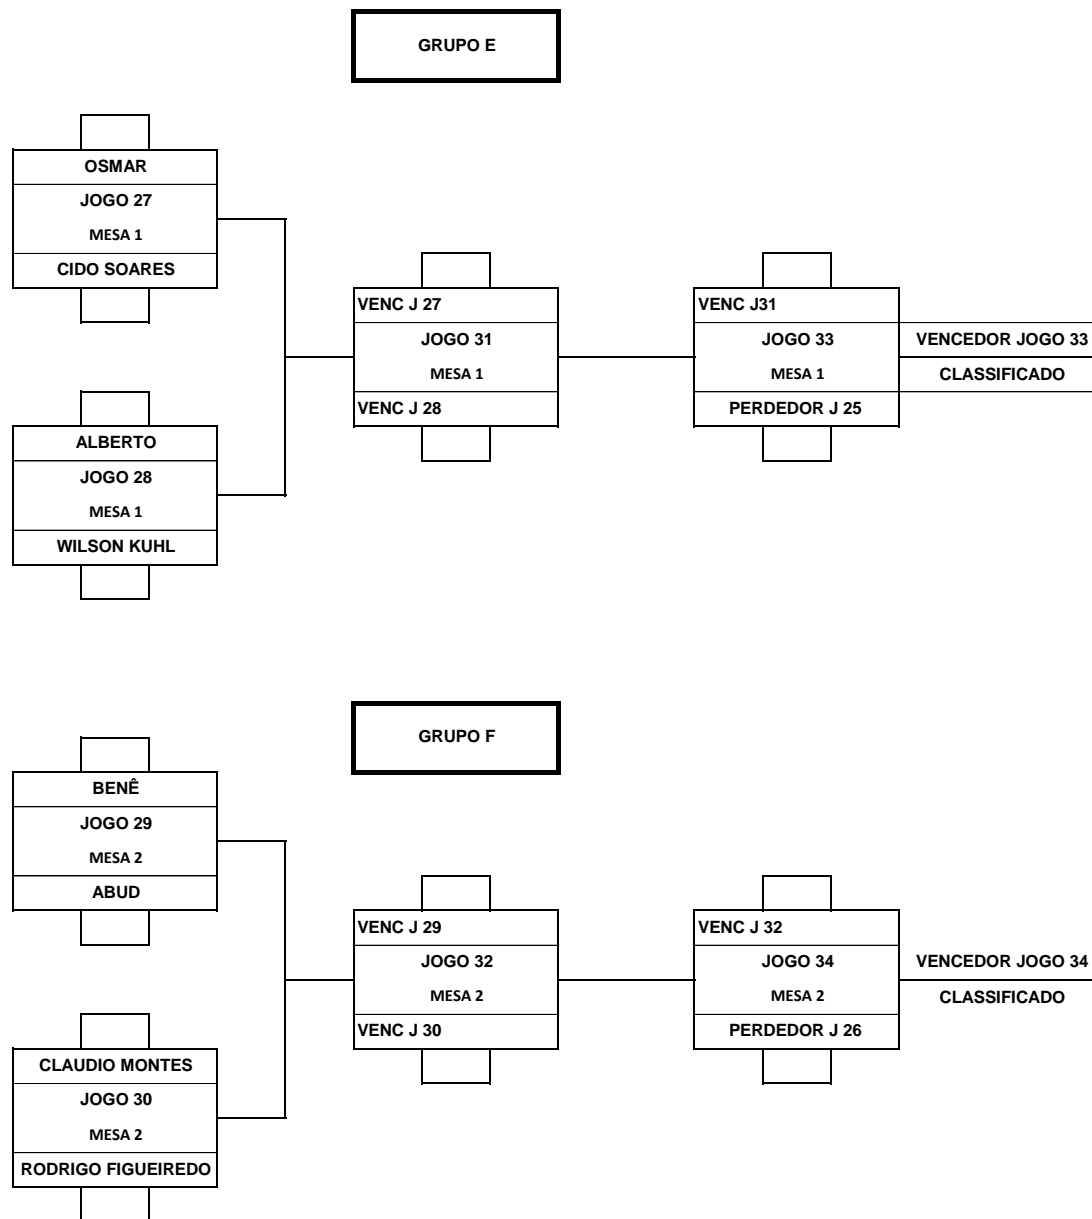 GRUPO E
OSMAR
JOGO 27
MESA 1
CIDO SOARES
ALBERTO
JOGO 28
MESA 1
WILSON KUHL
VENC J 27
JOGO 31
MESA 1
VENC J 28
VENC J31
JOGO 33
MESA 1
PERDEDOR J 25
VENCEDOR JOGO 33
CLASSIFICADO
GRUPO F
BENÊ
JOGO 29
MESA 2
ABUD
CLAUDIO MONTES
JOGO 30
MESA 2
RODRIGO FIGUEIREDO
VENC J 29
JOGO 32
MESA 2
VENC J 30
VENC J 32
JOGO 34
MESA 2
PERDEDOR J 26
VENCEDOR JOGO 34
CLASSIFICADO